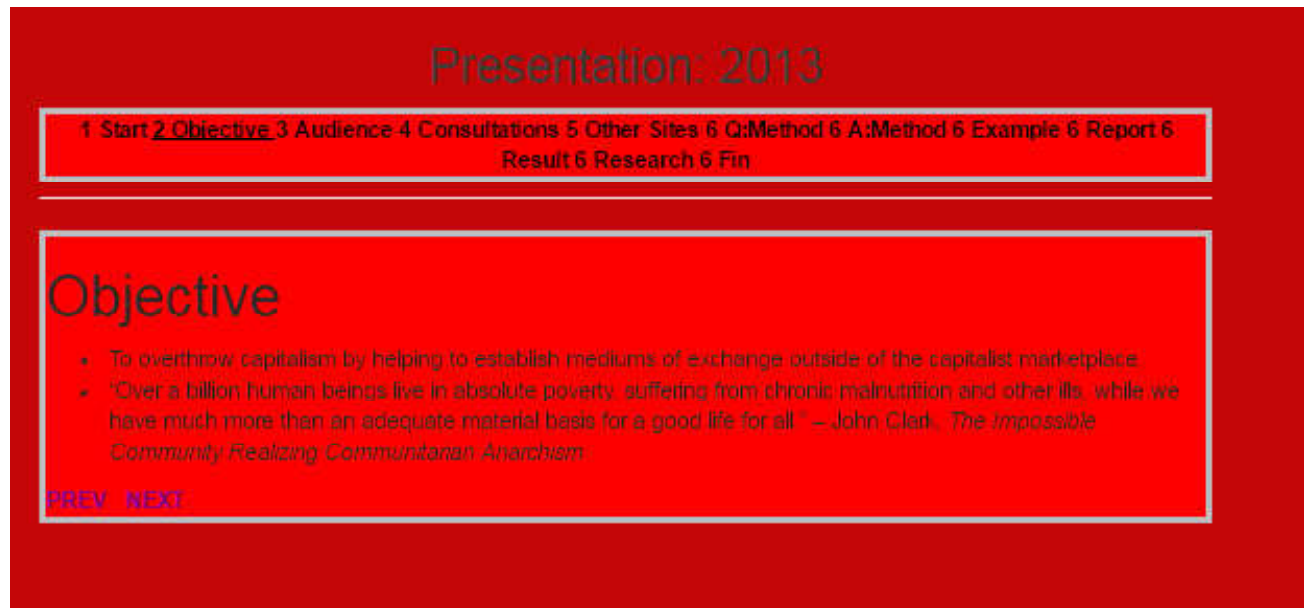 Presentation: 2013
1 Start 2 Objective 3 Audience 4 Consultations 5 Other Sites 6 Q:Method 6 A:Method 6 Example 6 Report 6
Result 6 Research 6 Fin
Objective
• To overthrow capitalism by helping to establish mediums of exchange outside of the capitalist marketplace.
• "Over a billion human beings live in absolute poverty, suffering from chronic malnutrition and other ills, while we
have much more than an adequate material basis for a good life for all." – John Clark, The Impossible
Community Realizing Communitarian Anarchism.
PREV NEXT